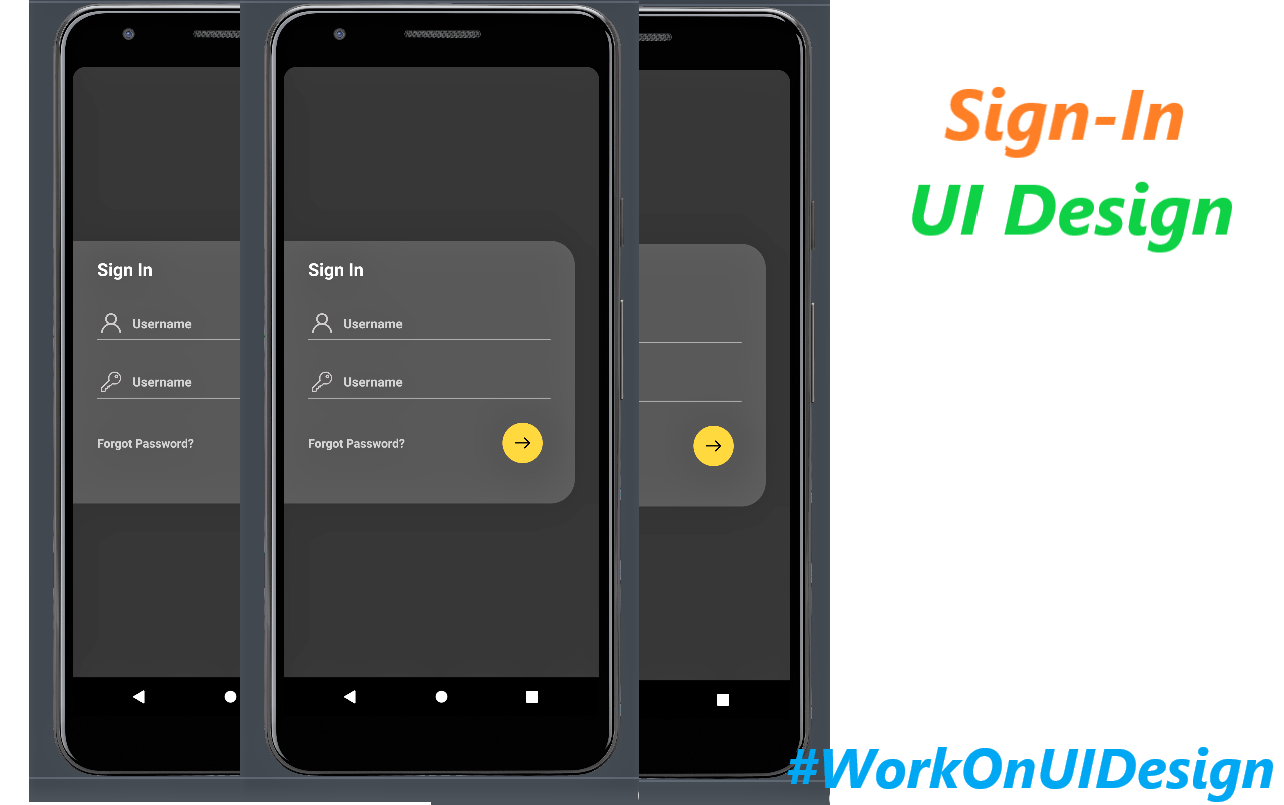 Sign-In
UI Design
Sign In
Username
Username
Forgot Password?
Sign In
Username
Username
Forgot Password?
#WorkOnUIDesign